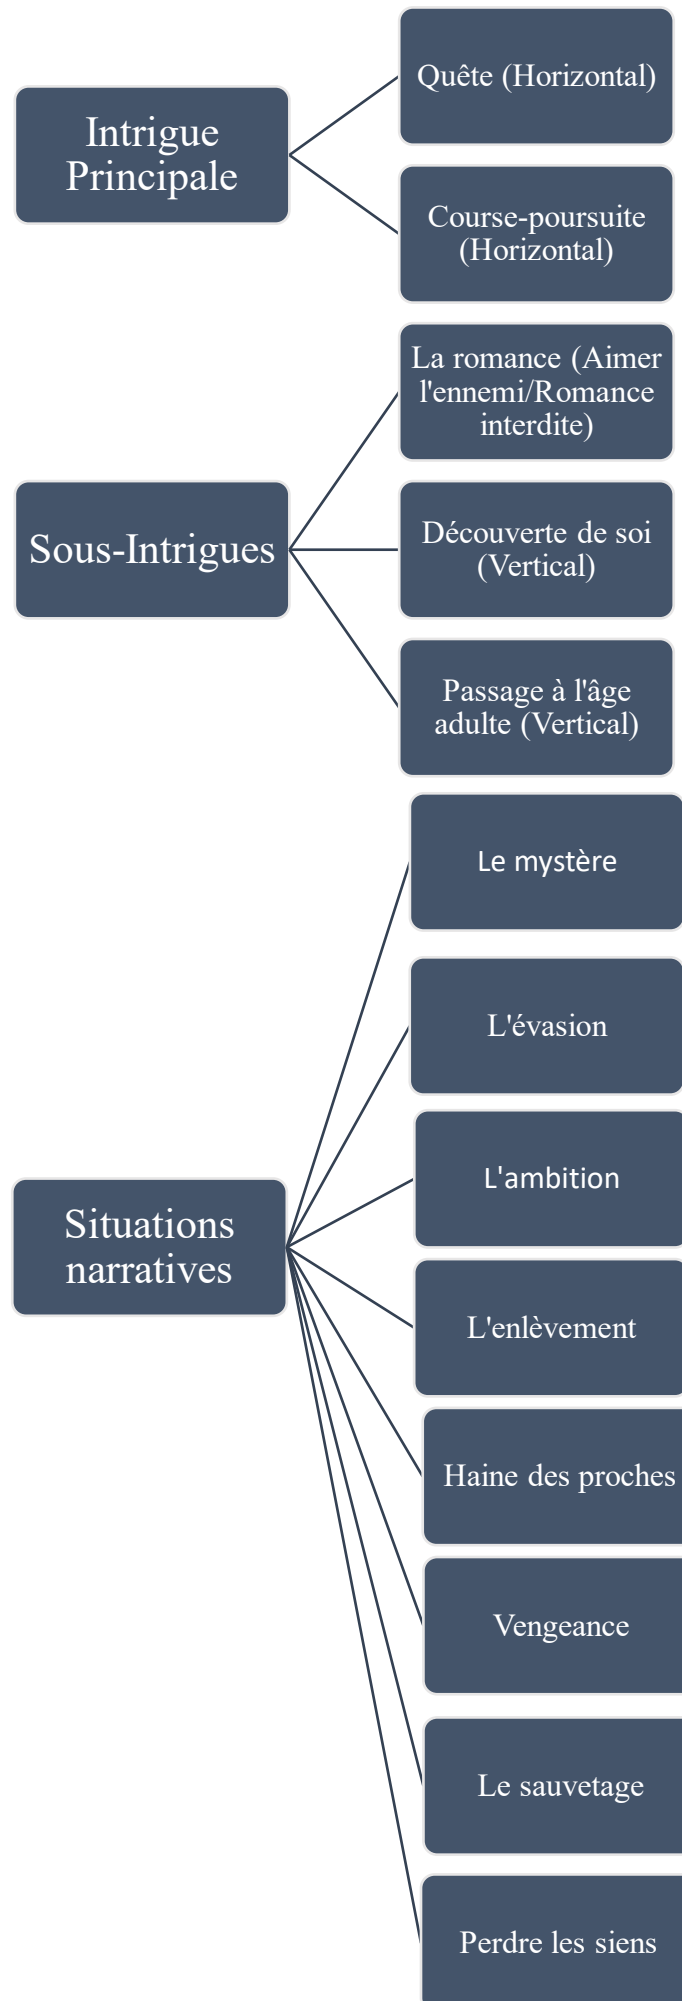 Intrigue
Principale
Quête (Horizontal)
Course-poursuite
(Horizontal)
Sous-Intrigues
La romance (Aimer
l'ennemi/Romance
interdite)
Découverte de soi
(Vertical)
Passage à l'âge
adulte (Vertical)
Situations
narratives
Le mystère
L'évasion
L'ambition
L'enlèvement
Haine des proches
Vengeance
Le sauvetage
Perdre les siens